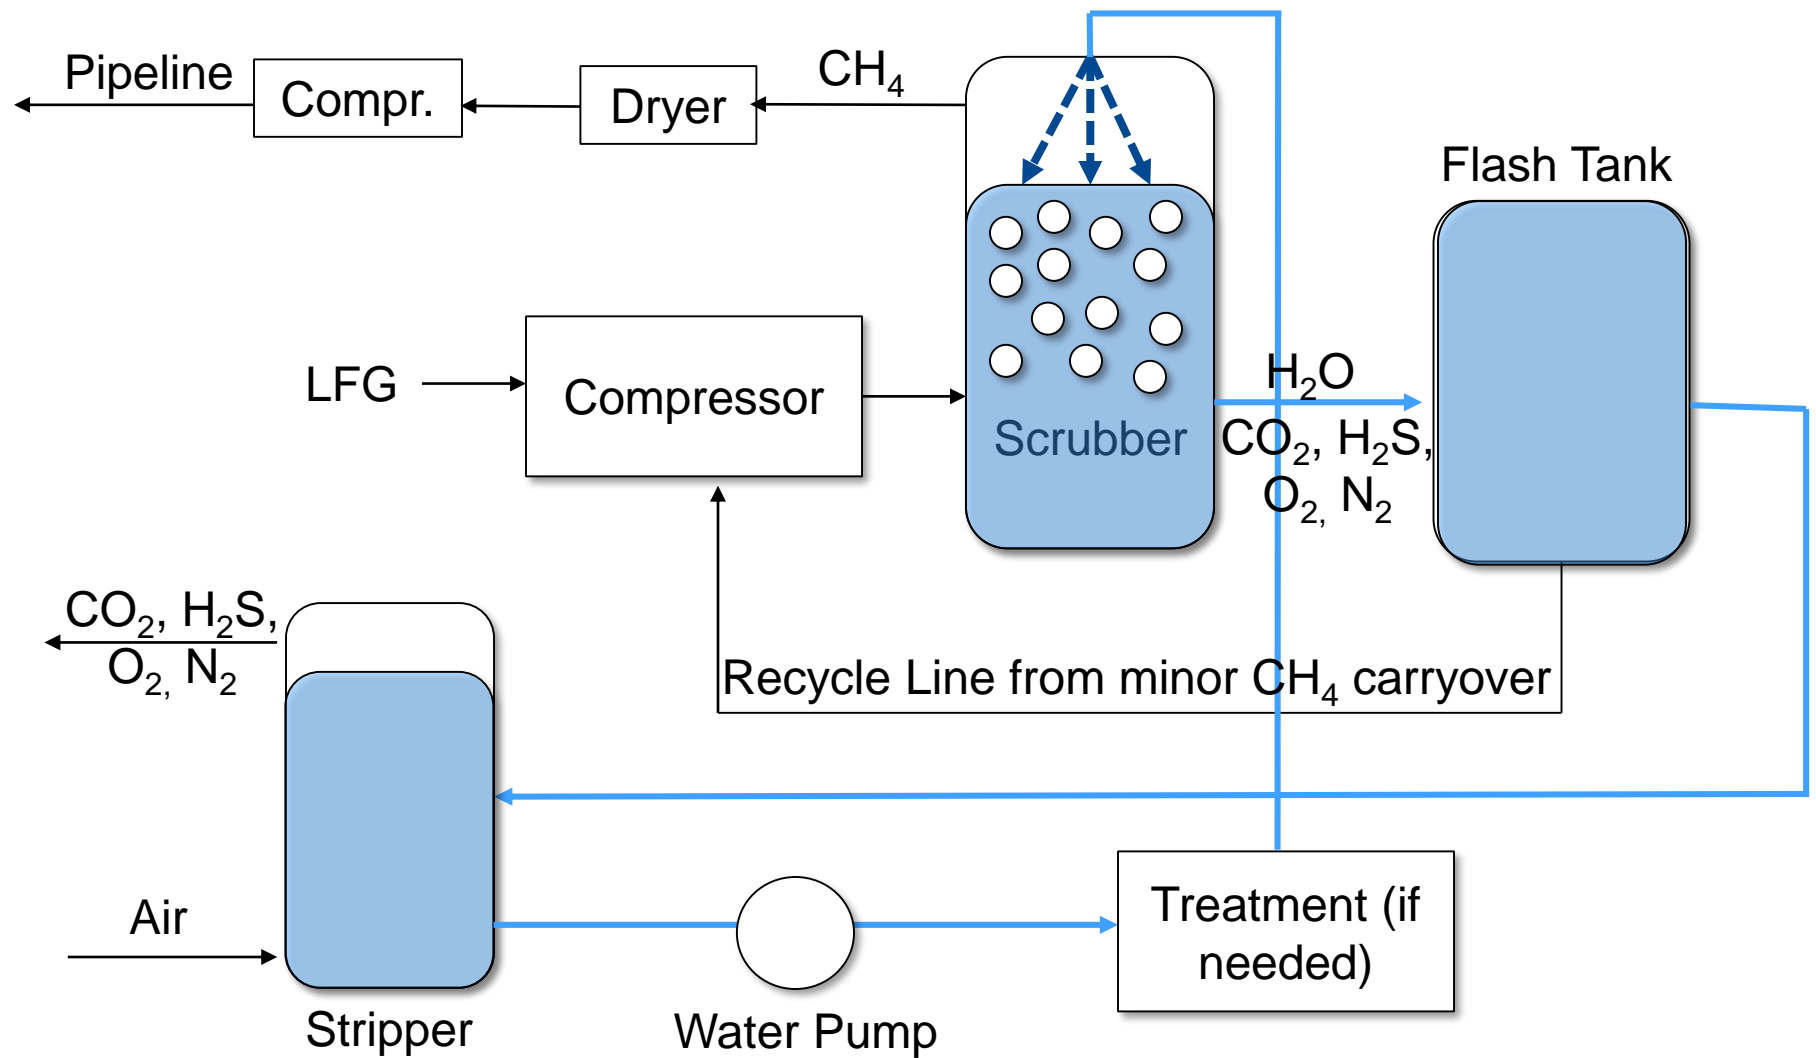 Pipeline
Compr.
Dryer
CH₄
Flash Tank
LFG
Compressor
Scrubber
H₂O
CO₂, H₂S,
O₂, N₂
CO₂, H₂S,
O₂, N₂
Recycle Line from minor CH₄ carryover
Air
Treatment (if
needed)
Stripper
Water Pump